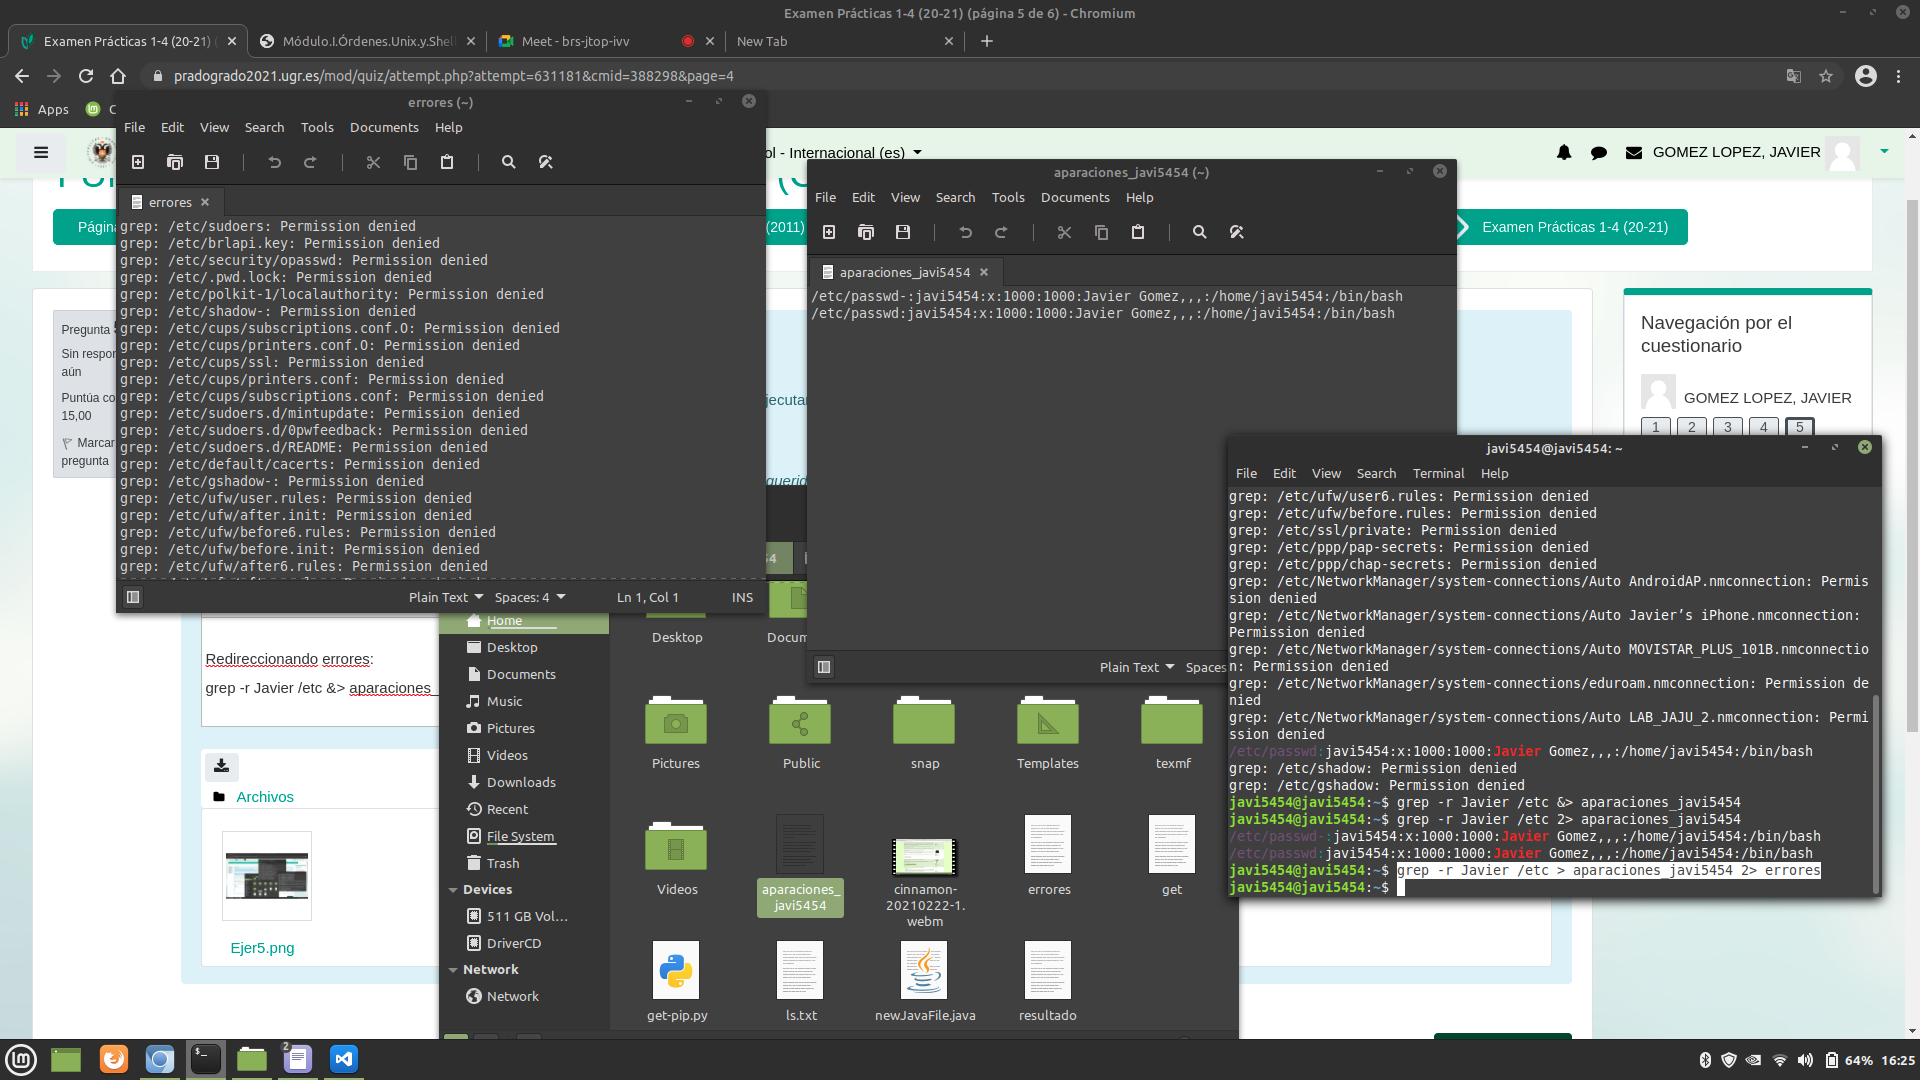 Examen Prácticas 1-4 (20-21) (página 5 de 6) - Chromium
Examen Prácticas 1-4 (20-21) (
Módulo.I.Órdenes.Unix.y.Shell
Meet - brs-jtop-ivv
New Tab
pradogrado2021.ugr.es/mod/quiz/attempt.php?attempt=631181&cmid=388298&page=4
Apps
ol - Internacional (es)
GOMEZ LOPEZ, JAVIER
(2011)
Examen Prácticas 1-4 (20-21)
Pregunta
Sin respor
aún
Puntúa co
15,00
Marcar
pregunta
Navegación por el
cuestionario
GOMEZ LOPEZ, JAVIER
1 2 3 4 5
errores (~)
File Edit View Search Tools Documents Help
errores
grep: /etc/sudoers: Permission denied
grep: /etc/brlapi.key: Permission denied
grep: /etc/security/opasswd: Permission denied
grep: /etc/.pwd.lock: Permission denied
grep: /etc/polkit-1/localauthority: Permission denied
grep: /etc/shadow-: Permission denied
grep: /etc/cups/subscriptions.conf.O: Permission denied
grep: /etc/cups/printers.conf.O: Permission denied
grep: /etc/cups/ssl: Permission denied
grep: /etc/cups/printers.conf: Permission denied
grep: /etc/cups/subscriptions.conf: Permission denied
grep: /etc/sudoers.d/mintupdate: Permission denied
grep: /etc/sudoers.d/0pwfeedback: Permission denied
grep: /etc/sudoers.d/README: Permission denied
grep: /etc/default/cacerts: Permission denied
grep: /etc/gshadow-: Permission denied
grep: /etc/ufw/user.rules: Permission denied
grep: /etc/ufw/after.init: Permission denied
grep: /etc/ufw/before6.rules: Permission denied
grep: /etc/ufw/before.init: Permission denied
grep: /etc/ufw/after6.rules: Permission denied
Plain Text Spaces: 4 Ln 1, Col 1 INS
aparaciones_javi5454 (~)
File Edit View Search Tools Documents Help
aparaciones_javi5454
/etc/passwd-:javi5454:x:1000:1000:Javier Gomez,,,:/home/javi5454:/bin/bash
/etc/passwd:javi5454:x:1000:1000:Javier Gomez,,,:/home/javi5454:/bin/bash
Plain Text Spaces
javi5454@javi5454: ~
File Edit View Search Terminal Help
grep: /etc/ufw/user6.rules: Permission denied
grep: /etc/ufw/before.rules: Permission denied
grep: /etc/ssl/private: Permission denied
grep: /etc/ppp/pap-secrets: Permission denied
grep: /etc/ppp/chap-secrets: Permission denied
grep: /etc/NetworkManager/system-connections/Auto AndroidAP.nmconnection: Permis
sion denied
grep: /etc/NetworkManager/system-connections/Auto Javier’s iPhone.nmconnection:
Permission denied
grep: /etc/NetworkManager/system-connections/Auto MOVISTAR_PLUS_101B.nmconnectio
n: Permission denied
grep: /etc/NetworkManager/system-connections/eduroam.nmconnection: Permission de
nied
grep: /etc/NetworkManager/system-connections/Auto LAB_JAJU_2.nmconnection: Permi
ssion denied
/etc/passwd:javi5454:x:1000:1000:Javier Gomez,,,:/home/javi5454:/bin/bash
grep: /etc/shadow: Permission denied
grep: /etc/gshadow: Permission denied
javi5454@javi5454:~$ grep -r Javier /etc &> aparaciones_javi5454
javi5454@javi5454:~$ grep -r Javier /etc 2> aparaciones_javi5454
/etc/passwd-:javi5454:x:1000:1000:Javier Gomez,,,:/home/javi5454:/bin/bash
/etc/passwd:javi5454:x:1000:1000:Javier Gomez,,,:/home/javi5454:/bin/bash
javi5454@javi5454:~$ grep -r Javier /etc > aparaciones_javi5454 2> errores
javi5454@javi5454:~$
Redireccionando errores:
grep -r Javier /etc &> aparaciones_
Archivos
Ejer5.png
Home
Desktop
Documents
Music
Pictures
Videos
Downloads
Recent
File System
Trash
Devices
511 GB Vol...
DriverCD
Network
Network
Desktop
Docum
Pictures
Public
snap
Templates
texmf
Videos
aparaciones_
javi5454
cinnamon-
20210222-1.
webm
errores
get
get-pip.py
ls.txt
newJavaFile.java
resultado
2
64% 16:25